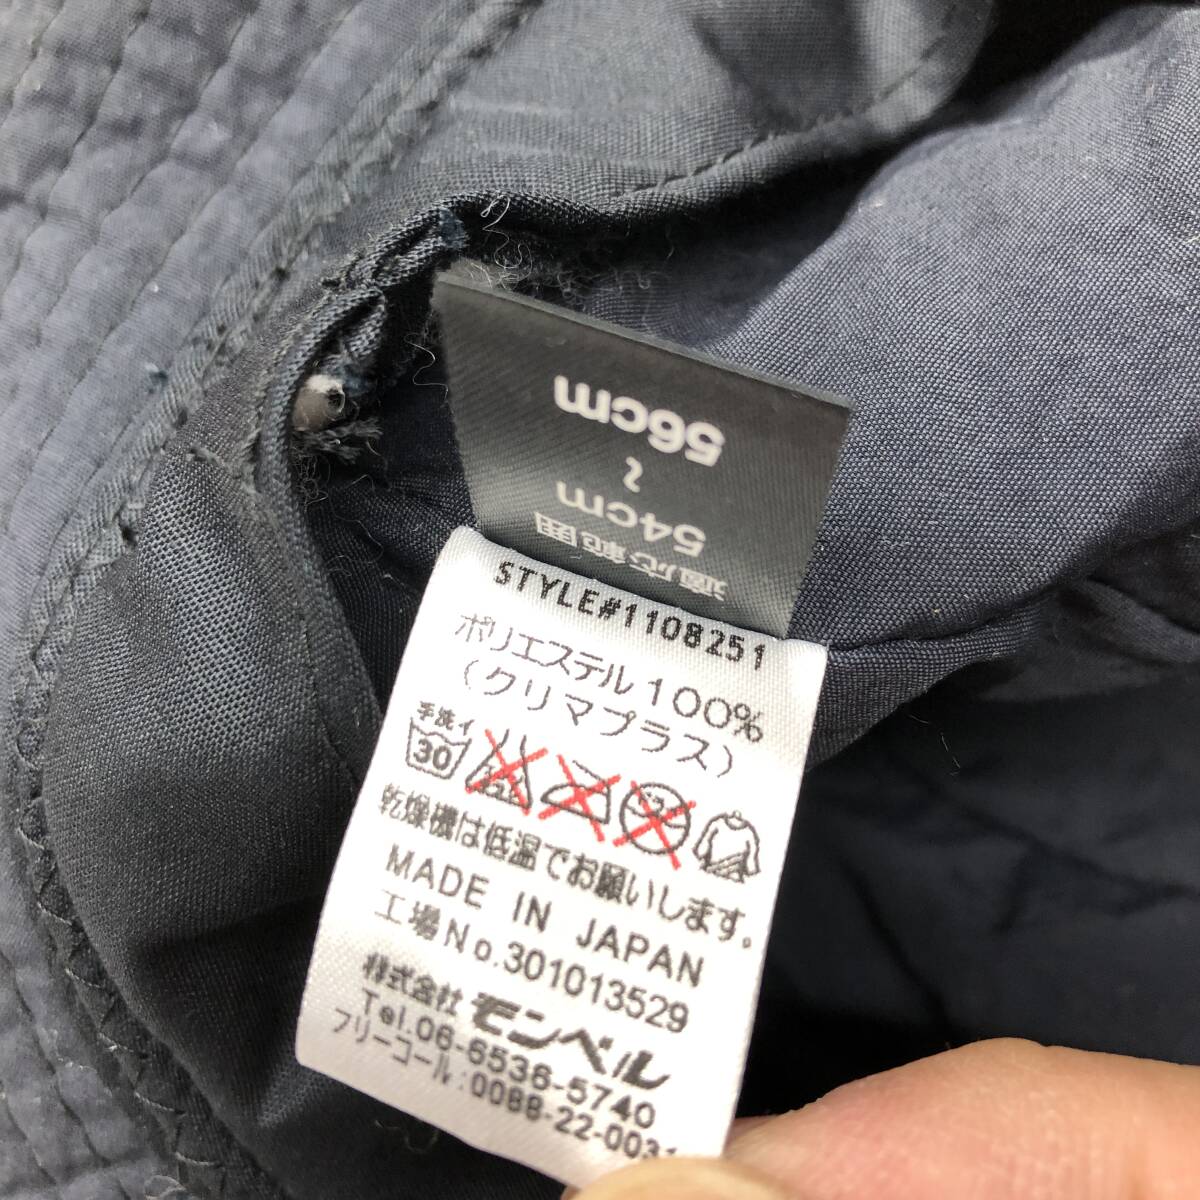 適応範囲
54cm
~
56cm
STYLE#1108251
ポリエステル100%
(クリマプラス)
手洗イ
30
乾燥機は低温でお願いします。
MADE IN JAPAN
工場No.301013529
株式会社 モンベル
Tel.06-6536-5740
フリーコール:0088-22-0031